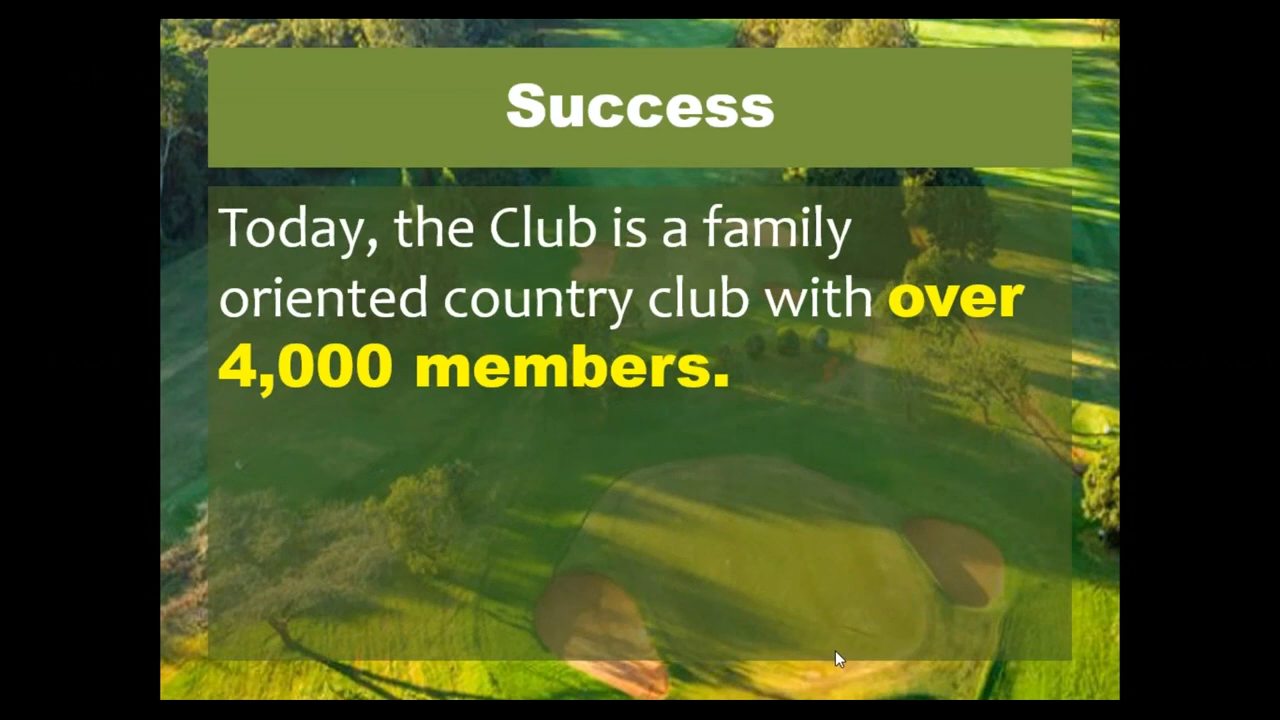 Success
Today, the Club is a family
oriented country club with over
4,000 members.